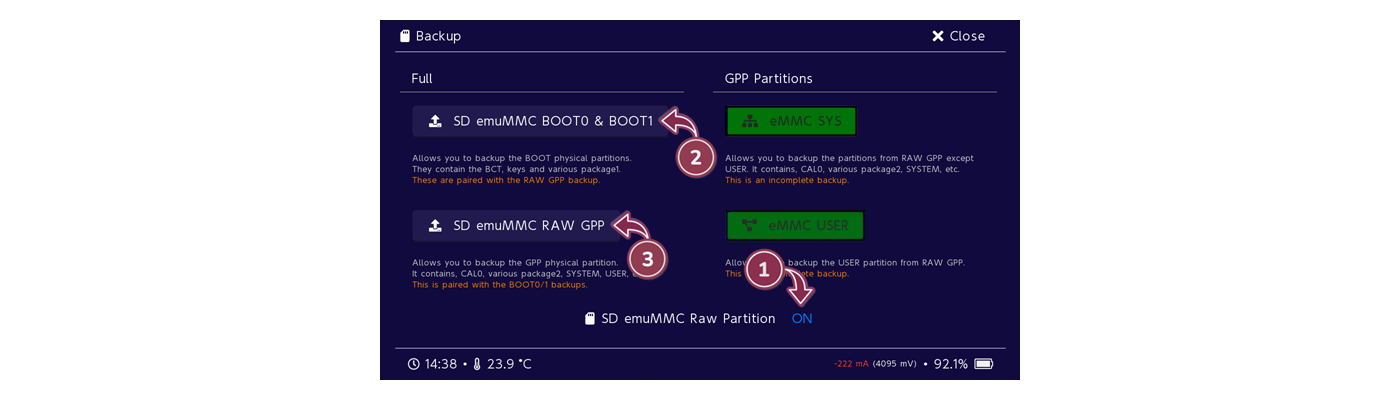 Backup
Close
Full
SD emuMMC BOOT0 & BOOT1
2
Allows you to backup the BOOT physical partitions.
They contain the BCT, keys and various package1.
These are paired with the RAW GPP backup.
SD emuMMC RAW GPP
3
Allows you to backup the GPP physical partition.
It contains, CAL0, various package2, SYSTEM, USER,
This is paired with the BOOT0/1 backups.
GPP Partitions
eMMC SYS
Allows you to backup the partitions from RAW GPP except
USER. It contains, CAL0, various package2, SYSTEM, etc.
This is an incomplete backup.
eMMC USER
1
backup the USER partition from RAW GPP.
This backup.
SD emuMMC Raw Partition ON
14:38 • 23.9 °C
-222 mA (4095 mV) • 92.1%